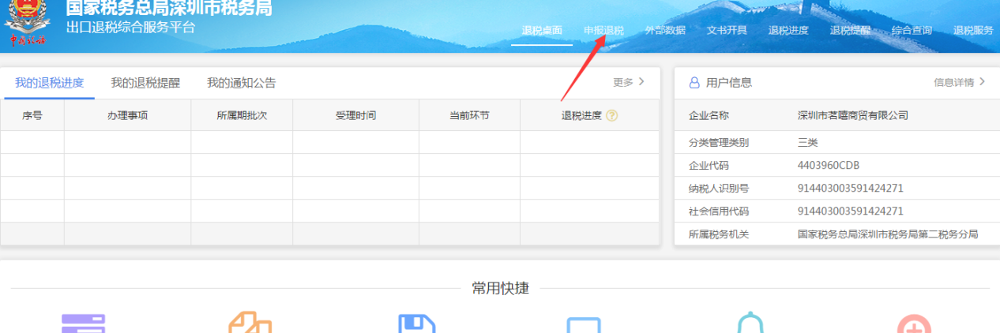 国家税务总局深圳市税务局
出口退税综合服务平台
中国税务
退税桌面 申报退税 外部数据 文书开具 退税进度 退税提醒 综合查询 退税服务
我的退税进度 我的退税提醒 我的通知公告 更多
序号 办理事项 所属期批次 受理时间 当前环节 退税进度 ?
用户信息 信息详情
企业名称 深圳市茗嘻商贸有限公司
分类管理类别 三类
企业代码 4403960CDB
纳税人识别号 914403003591424271
社会信用代码 914403003591424271
所属税务机关 国家税务总局深圳市税务局第二税务分局
常用快捷